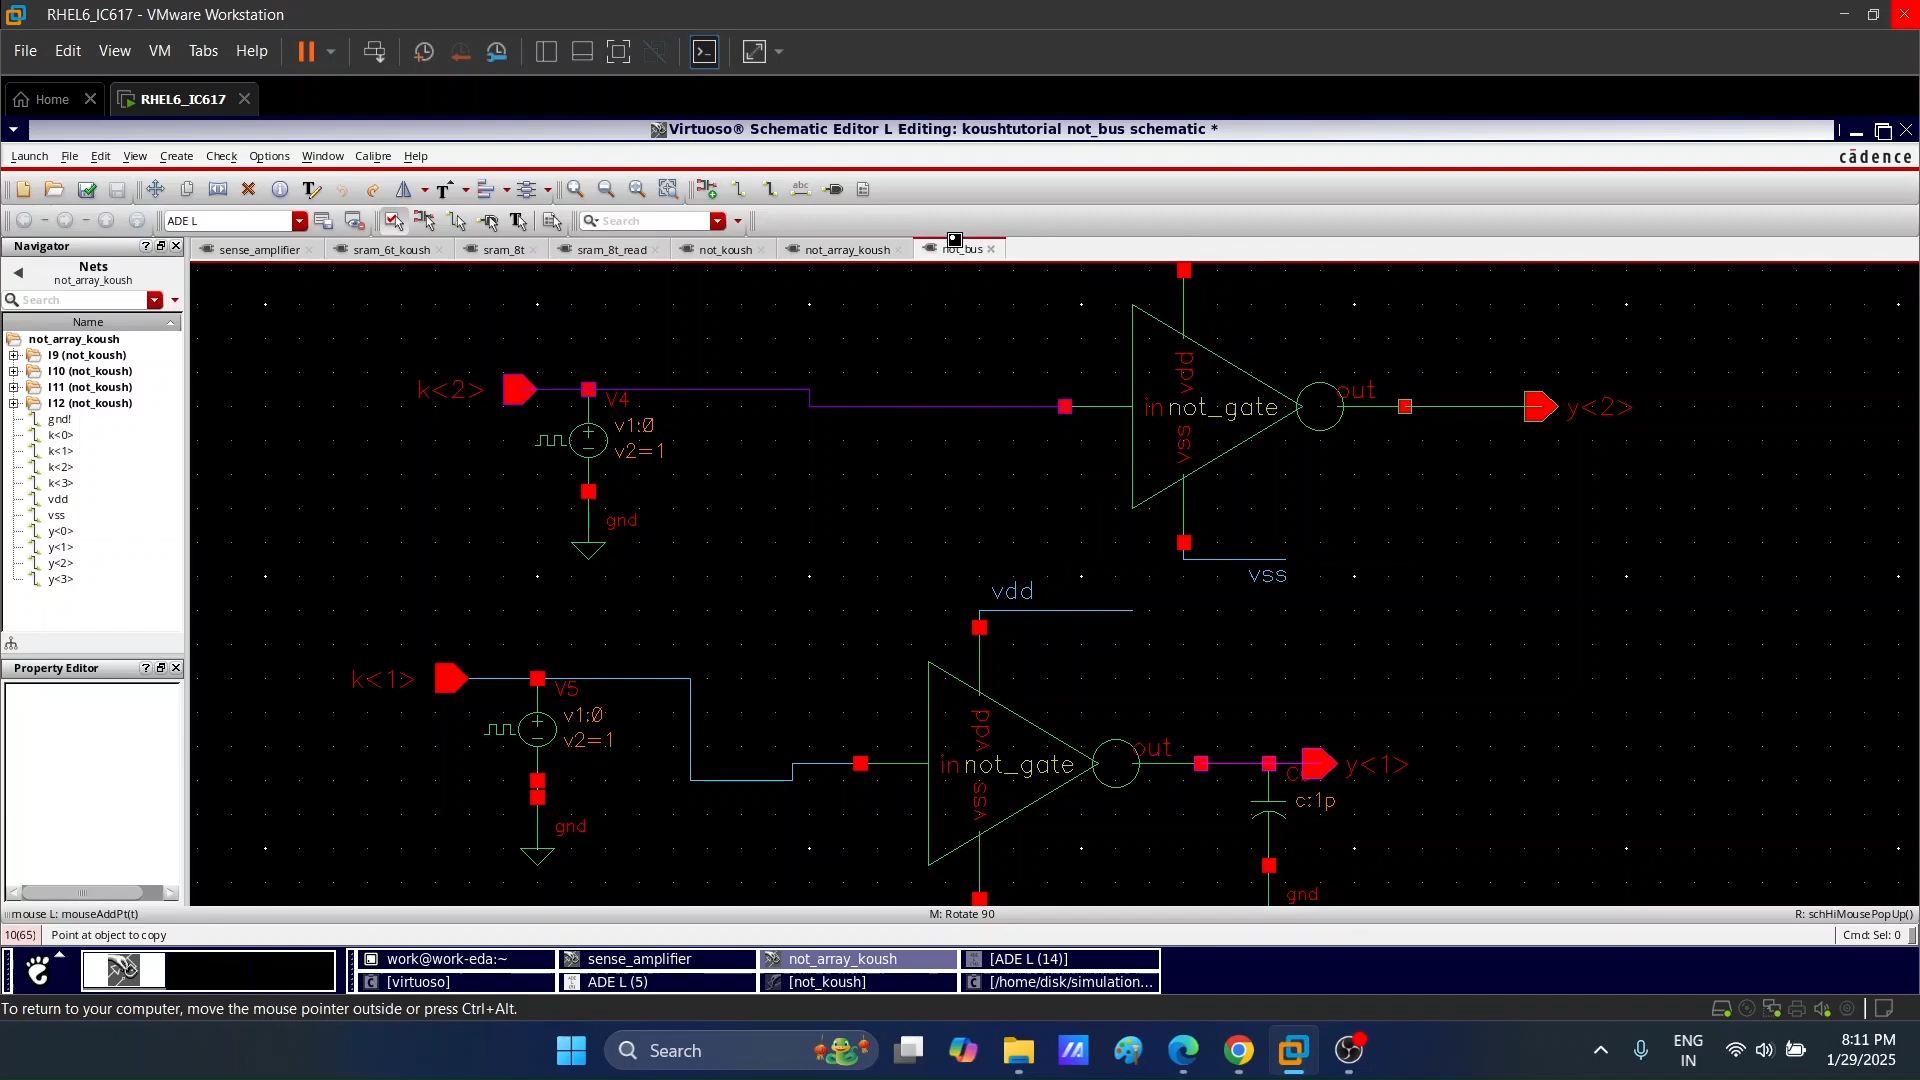 RHEL6_IC617 - VMware Workstation
File Edit View VM Tabs Help
Home RHEL6_IC617
Virtuoso® Schematic Editor L Editing: koushtutorial not_bus schematic *
Launch File Edit View Create Check Options Window Calibre Help
cādence
ADE L Search
Navigator
sense_amplifier sram_6t_koush sram_8t sram_8t_read not_koush not_array_koush not_bus
Nets
not_array_koush
Search
Name
not_array_koush
I9 (not_koush)
I10 (not_koush)
I11 (not_koush)
I12 (not_koush)
gnd!
k<0>
k<1>
k<2>
k<3>
vdd
vss
y<0>
y<1>
y<2>
y<3>
Property Editor
k<2>
V4
v1:0
v2=1
gnd
vdd
in not_gate
vss
out
y<2>
vss
vdd
k<1>
V5
v1:0
v2=1
gnd
vdd
in not_gate
vss
out
y<1>
c:1p
gnd
mouse L: mouseAddPt(t) M: Rotate 90 R: schHiMousePopUp()
10(65) Point at object to copy Cmd: Sel: 0
work@work-eda:~ sense_amplifier not_array_koush [ADE L (14)]
[virtuoso] ADE L (5) [not_koush] [/home/disk/simulation...
To return to your computer, move the mouse pointer outside or press Ctrl+Alt.
Search
ENG
IN
8:11 PM
1/29/2025